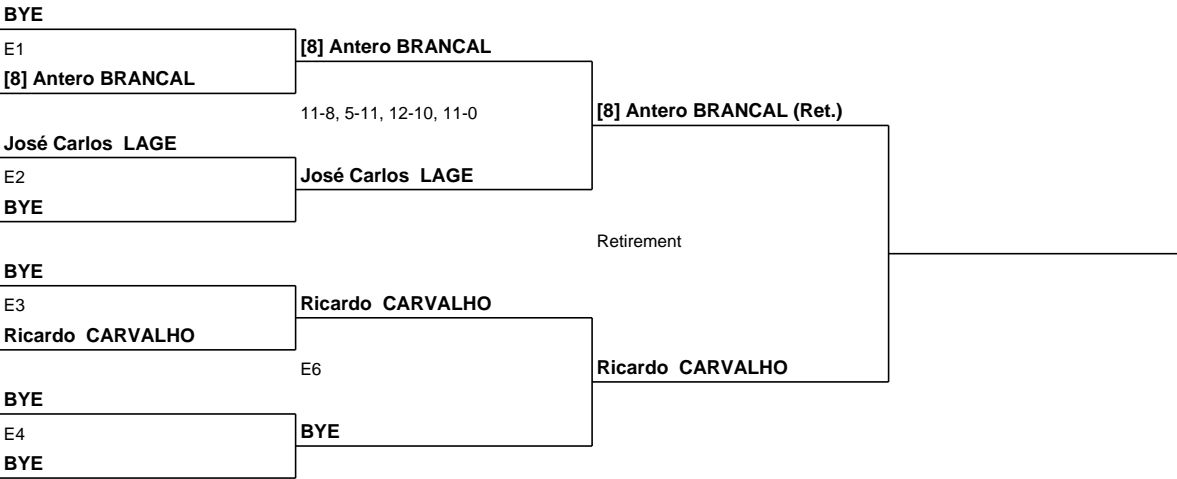 BYE
E1
[8] Antero BRANCAL
[8] Antero BRANCAL
11-8, 5-11, 12-10, 11-0
[8] Antero BRANCAL (Ret.)
José Carlos LAGE
E2
José Carlos LAGE
BYE
Retirement
BYE
E3
Ricardo CARVALHO
Ricardo CARVALHO
E6
Ricardo CARVALHO
BYE
E4
BYE
BYE